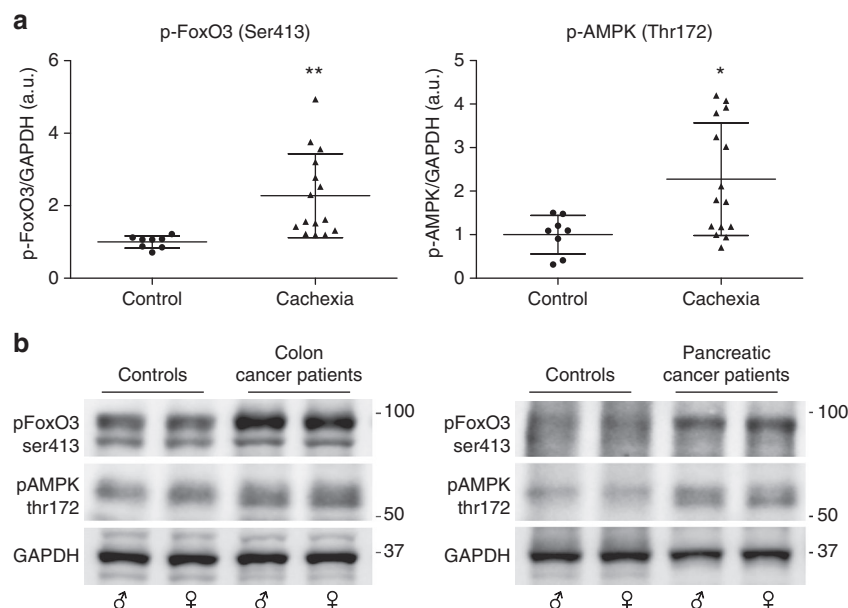 a
p-FoxO3 (Ser413)
p-FoxO3/GAPDH (a.u.)
6
4
2
0
**
Control
Cachexia
p-AMPK (Thr172)
p-AMPK/GAPDH (a.u.)
5
4
3
2
1
0
*
Control
Cachexia
b
Controls
Colon
cancer patients
pFoxO3
ser413
- 100
pAMPK
thr172
- 50
GAPDH
- 37
♂ ♀ ♂ ♀
Controls
Pancreatic
cancer patients
pFoxO3
ser413
- 100
pAMPK
thr172
- 50
GAPDH
- 37
♂ ♀ ♂ ♀